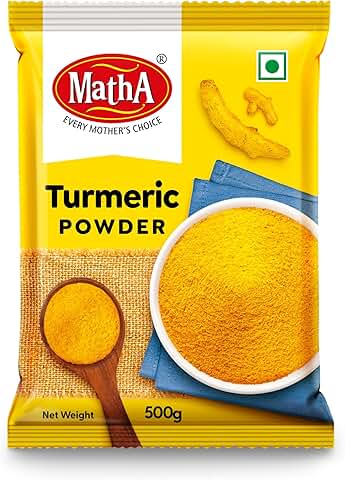 MathA
®
EVERY MOTHER'S CHOICE
Turmeric
POWDER
Net Weight 500g